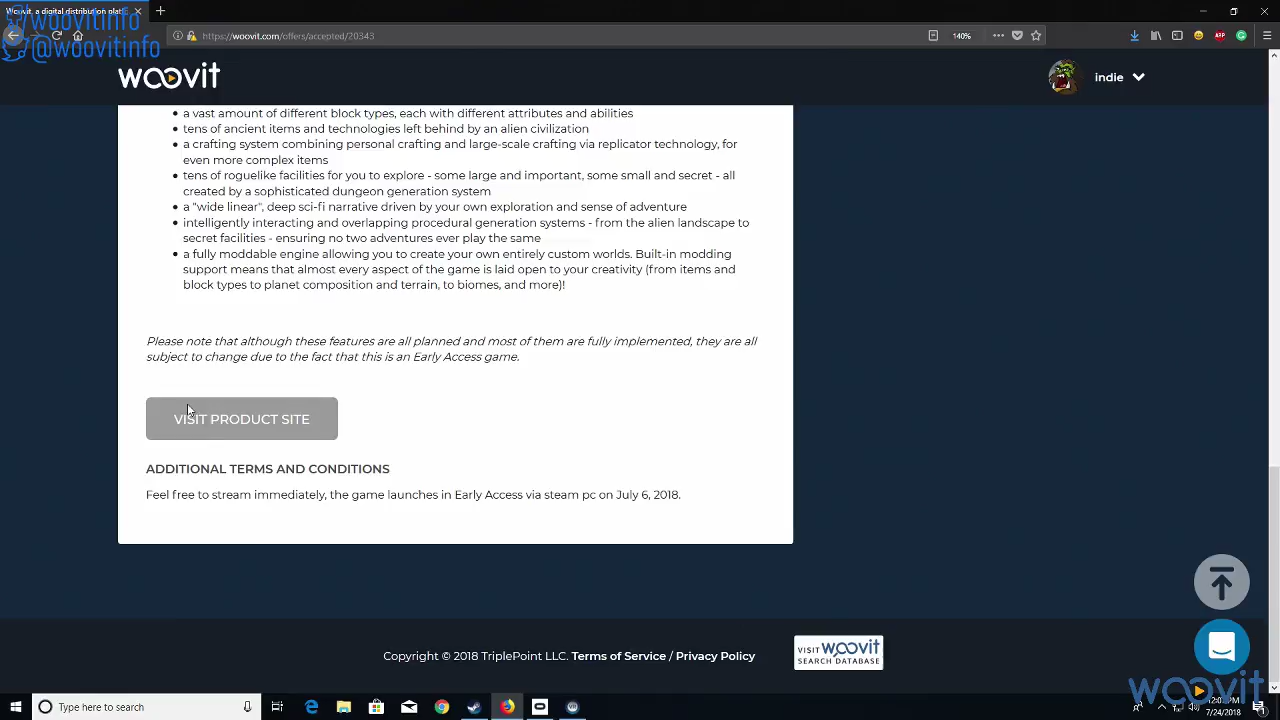 Woovit, a digital distribution platf
woovitinfo
@woovitinfo
https://woovit.com/offers/accepted/20343
140%
woovit
indie
a vast amount of different block types, each with different attributes and abilities
tens of ancient items and technologies left behind by an alien civilization
a crafting system combining personal crafting and large-scale crafting via replicator technology, for
even more complex items
tens of roguelike facilities for you to explore - some large and important, some small and secret - all
created by a sophisticated dungeon generation system
a "wide linear", deep sci-fi narrative driven by your own exploration and sense of adventure
intelligently interacting and overlapping procedural generation systems - from the alien landscape to
secret facilities - ensuring no two adventures ever play the same
a fully moddable engine allowing you to create your own entirely custom worlds. Built-in modding
support means that almost every aspect of the game is laid open to your creativity (from items and
block types to planet composition and terrain, to biomes, and more)!
Please note that although these features are all planned and most of them are fully implemented, they are all
subject to change due to the fact that this is an Early Access game.
VISIT PRODUCT SITE
ADDITIONAL TERMS AND CONDITIONS
Feel free to stream immediately, the game launches in Early Access via steam pc on July 6, 2018.
Copyright © 2018 TriplePoint LLC. Terms of Service / Privacy Policy
VISIT woovit
SEARCH DATABASE
woovit
Type here to search
7/24/2018